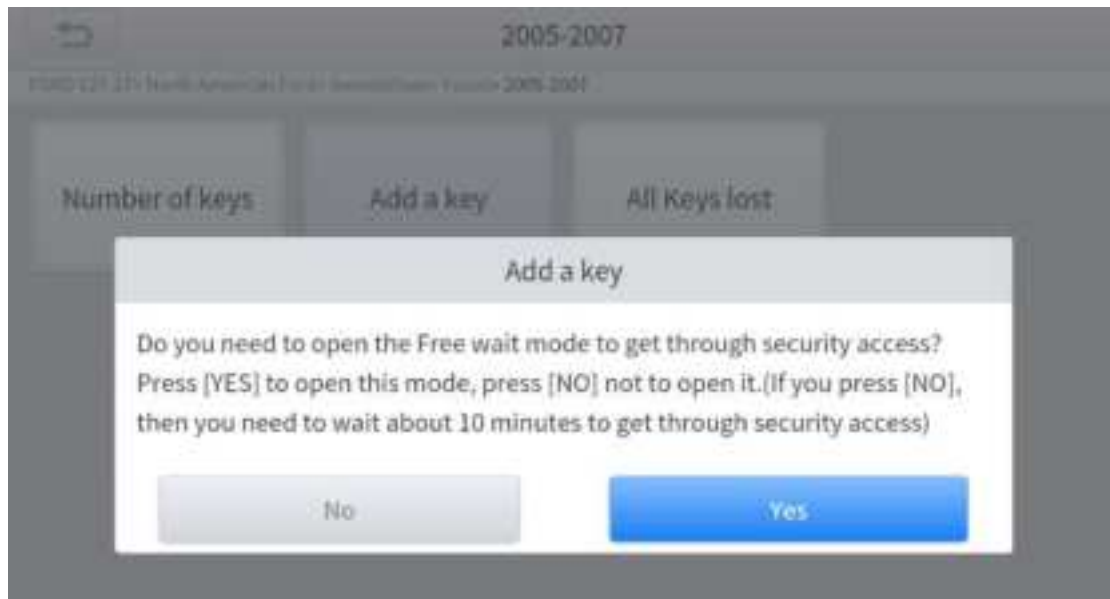 2005-2007
2005-2007
Number of keys
Add a key
All Keys lost
Add a key
Do you need to open the Free wait mode to get through security access?
Press [YES] to open this mode, press [NO] not to open it.(If you press [NO],
then you need to wait about 10 minutes to get through security access)
No
Yes